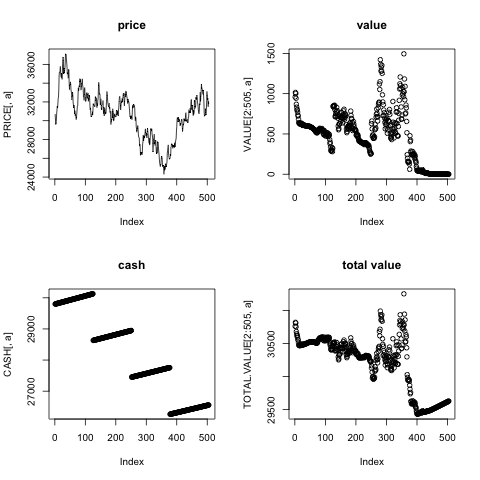 price
PRICE[, a]
24000 28000 32000 36000
0 100 200 300 400 500
Index
value
VALUE[2:505, a]
0 500 1000 1500
0 100 200 300 400 500
Index
cash
CASH[, a]
27000 29000
0 100 200 300 400 500
Index
total value
TOTAL.VALUE[2:505, a]
29500 30500
0 100 200 300 400 500
Index